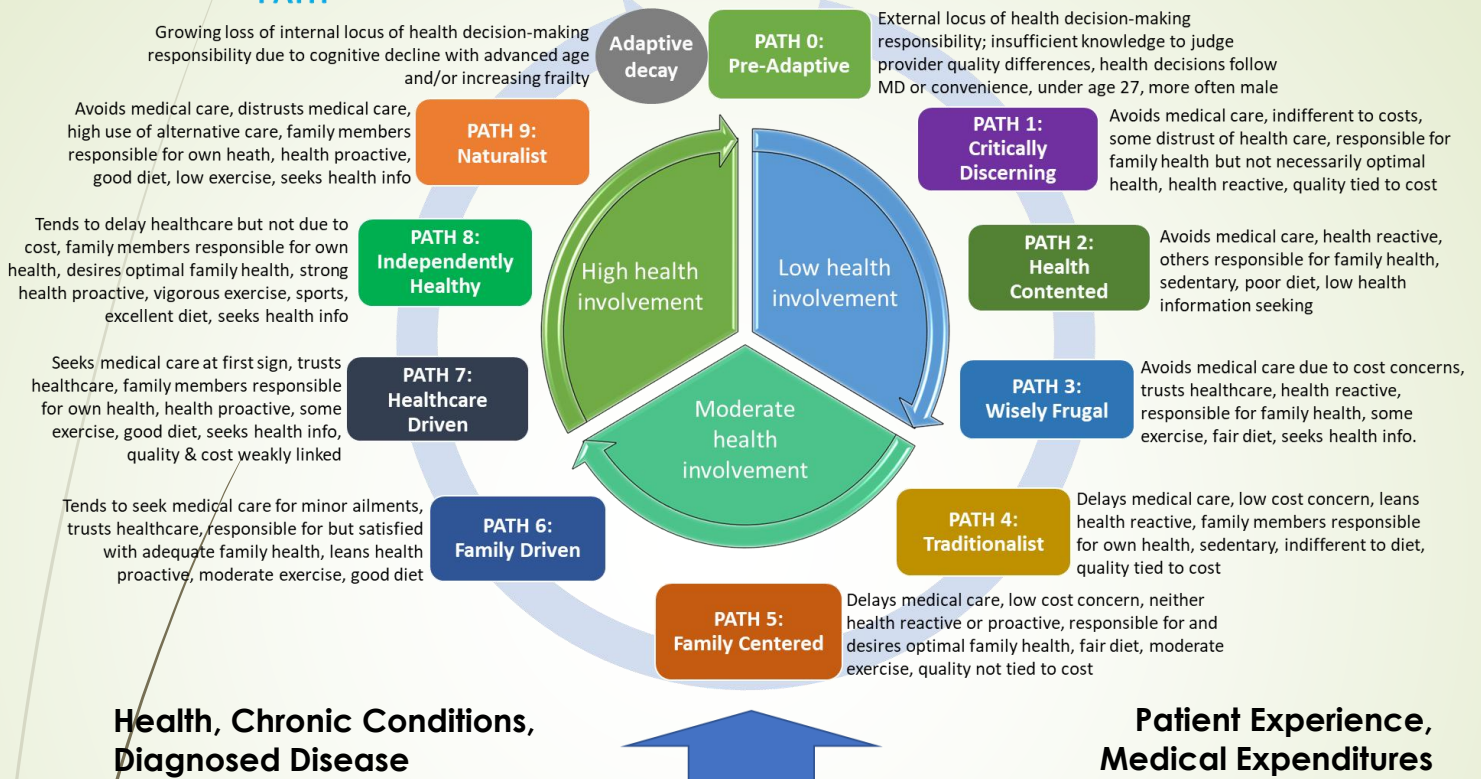 Growing loss of internal locus of health decision-making
responsibility due to cognitive decline with advanced age
and/or increasing frailty
Adaptive
decay
PATH 0:
Pre-Adaptive
External locus of health decision-making
responsibility; insufficient knowledge to judge
provider quality differences, health decisions follow
MD or convenience, under age 27, more often male
PATH 1:
Critically
Discerning
Avoids medical care, indifferent to costs,
some distrust of health care, responsible for
family health but not necessarily optimal
health, health reactive, quality tied to cost
PATH 2:
Health
Contented
Avoids medical care, health reactive,
others responsible for family health,
sedentary, poor diet, low health
information seeking
PATH 3:
Wisely Frugal
Avoids medical care due to cost concerns,
trusts healthcare, health reactive,
responsible for family health, some
exercise, fair diet, seeks health info.
PATH 4:
Traditionalist
Delays medical care, low cost concern, leans
health reactive, family members responsible
for own health, sedentary, indifferent to diet,
quality tied to cost
PATH 5:
Family Centered
Delays medical care, low cost concern, neither
health reactive or proactive, responsible for and
desires optimal family health, fair diet, moderate
exercise, quality not tied to cost
Tends to seek medical care for minor ailments,
trusts healthcare, responsible for but satisfied
with adequate family health, leans health
proactive, moderate exercise, good diet
PATH 6:
Family Driven
Seeks medical care at first sign, trusts
healthcare, family members responsible
for own health, health proactive, some
exercise, good diet, seeks health info,
quality & cost weakly linked
PATH 7:
Healthcare
Driven
Tends to delay healthcare but not due to
cost, family members responsible for own
health, desires optimal family health, strong
health proactive, vigorous exercise, sports,
excellent diet, seeks health info
PATH 8:
Independently
Healthy
Avoids medical care, distrusts medical care,
high use of alternative care, family members
responsible for own heath, health proactive,
good diet, low exercise, seeks health info
PATH 9:
Naturalist
High health
involvement
Low health
involvement
Moderate
health
involvement
Health, Chronic Conditions,
Diagnosed Disease
Patient Experience,
Medical Expenditures